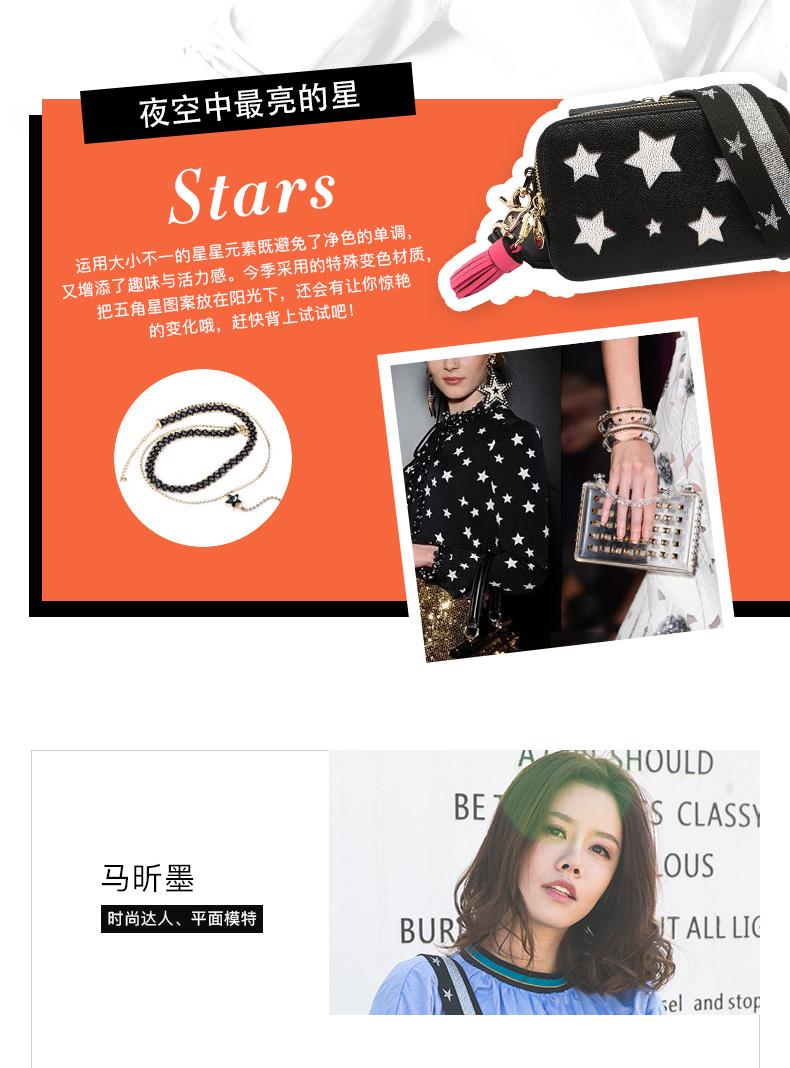 夜空中最亮的星
Stars
运用大小不一的星星元素既避免了净色的单调，
又增添了趣味与活力感。今季采用的特殊变色材质，
把五角星图案放在阳光下，还会有让你惊艳
的变化哦，赶快背上试试吧！
SHOULD
BE
S CLASSY
LOUS
马昕墨
时尚达人、平面模特
BUR
T ALL LIG
sel and stop